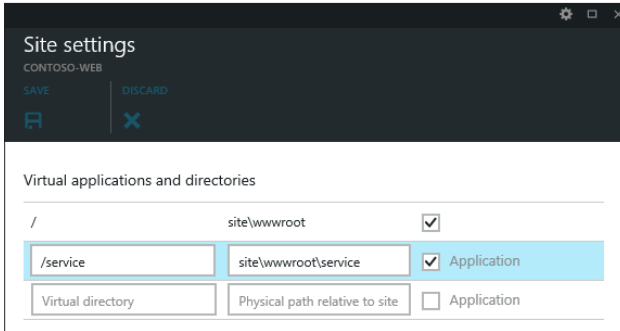 Site settings
CONTOSO-WEB
SAVE DISCARD
Virtual applications and directories
/ site\wwwroot
/service site\wwwroot\service Application
Virtual directory Physical path relative to site Application